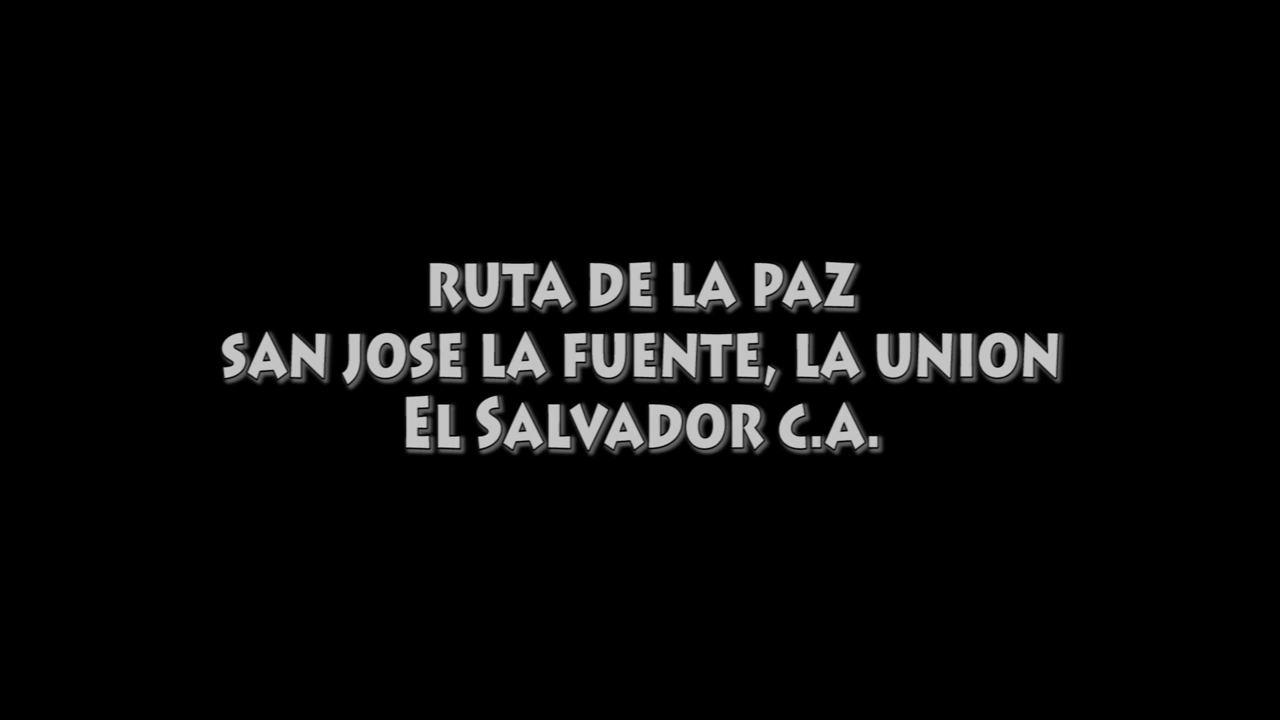 RUTA DE LA PAZ
SAN JOSE LA FUENTE, LA UNION
EL SALVADOR C.A.